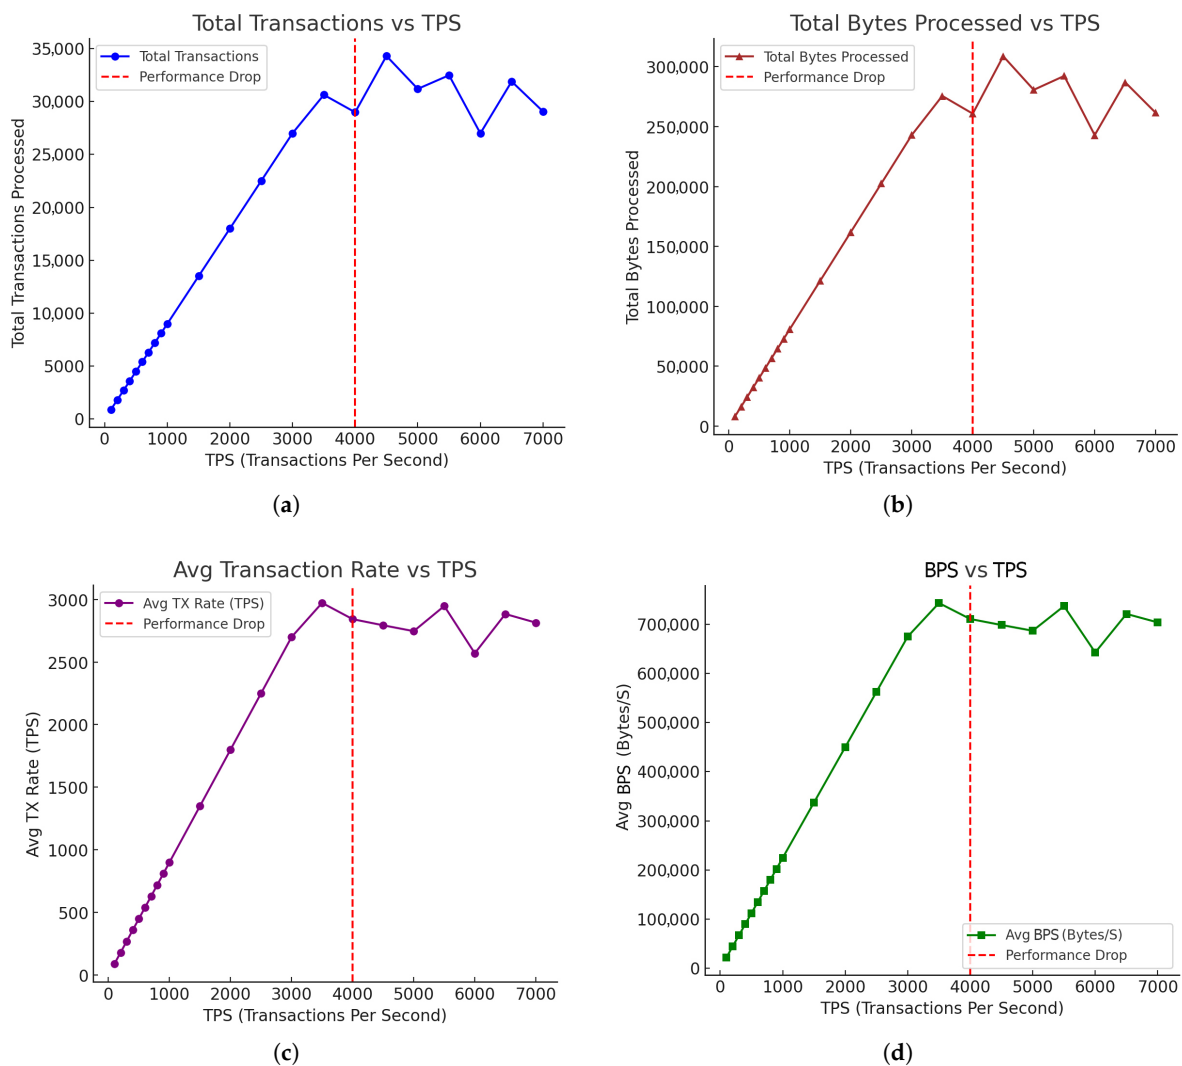 Total Transactions vs TPS
Total Transactions
Performance Drop
Total Transactions Processed
35,000
30,000
25,000
20,000
15,000
10,000
5000
0
0 1000 2000 3000 4000 5000 6000 7000
TPS (Transactions Per Second)
(a)
Total Bytes Processed vs TPS
Total Bytes Processed
Performance Drop
Total Bytes Processed
300,000
250,000
200,000
150,000
100,000
50,000
0
0 1000 2000 3000 4000 5000 6000 7000
TPS (Transactions Per Second)
(b)
Avg Transaction Rate vs TPS
Avg TX Rate (TPS)
Performance Drop
Avg TX Rate (TPS)
3000
2500
2000
1500
1000
500
0
0 1000 2000 3000 4000 5000 6000 7000
TPS (Transactions Per Second)
(c)
BPS vs TPS
Avg BPS (Bytes/S)
700,000
600,000
500,000
400,000
300,000
200,000
100,000
0
Avg BPS (Bytes/S)
Performance Drop
0 1000 2000 3000 4000 5000 6000 7000
TPS (Transactions Per Second)
(d)